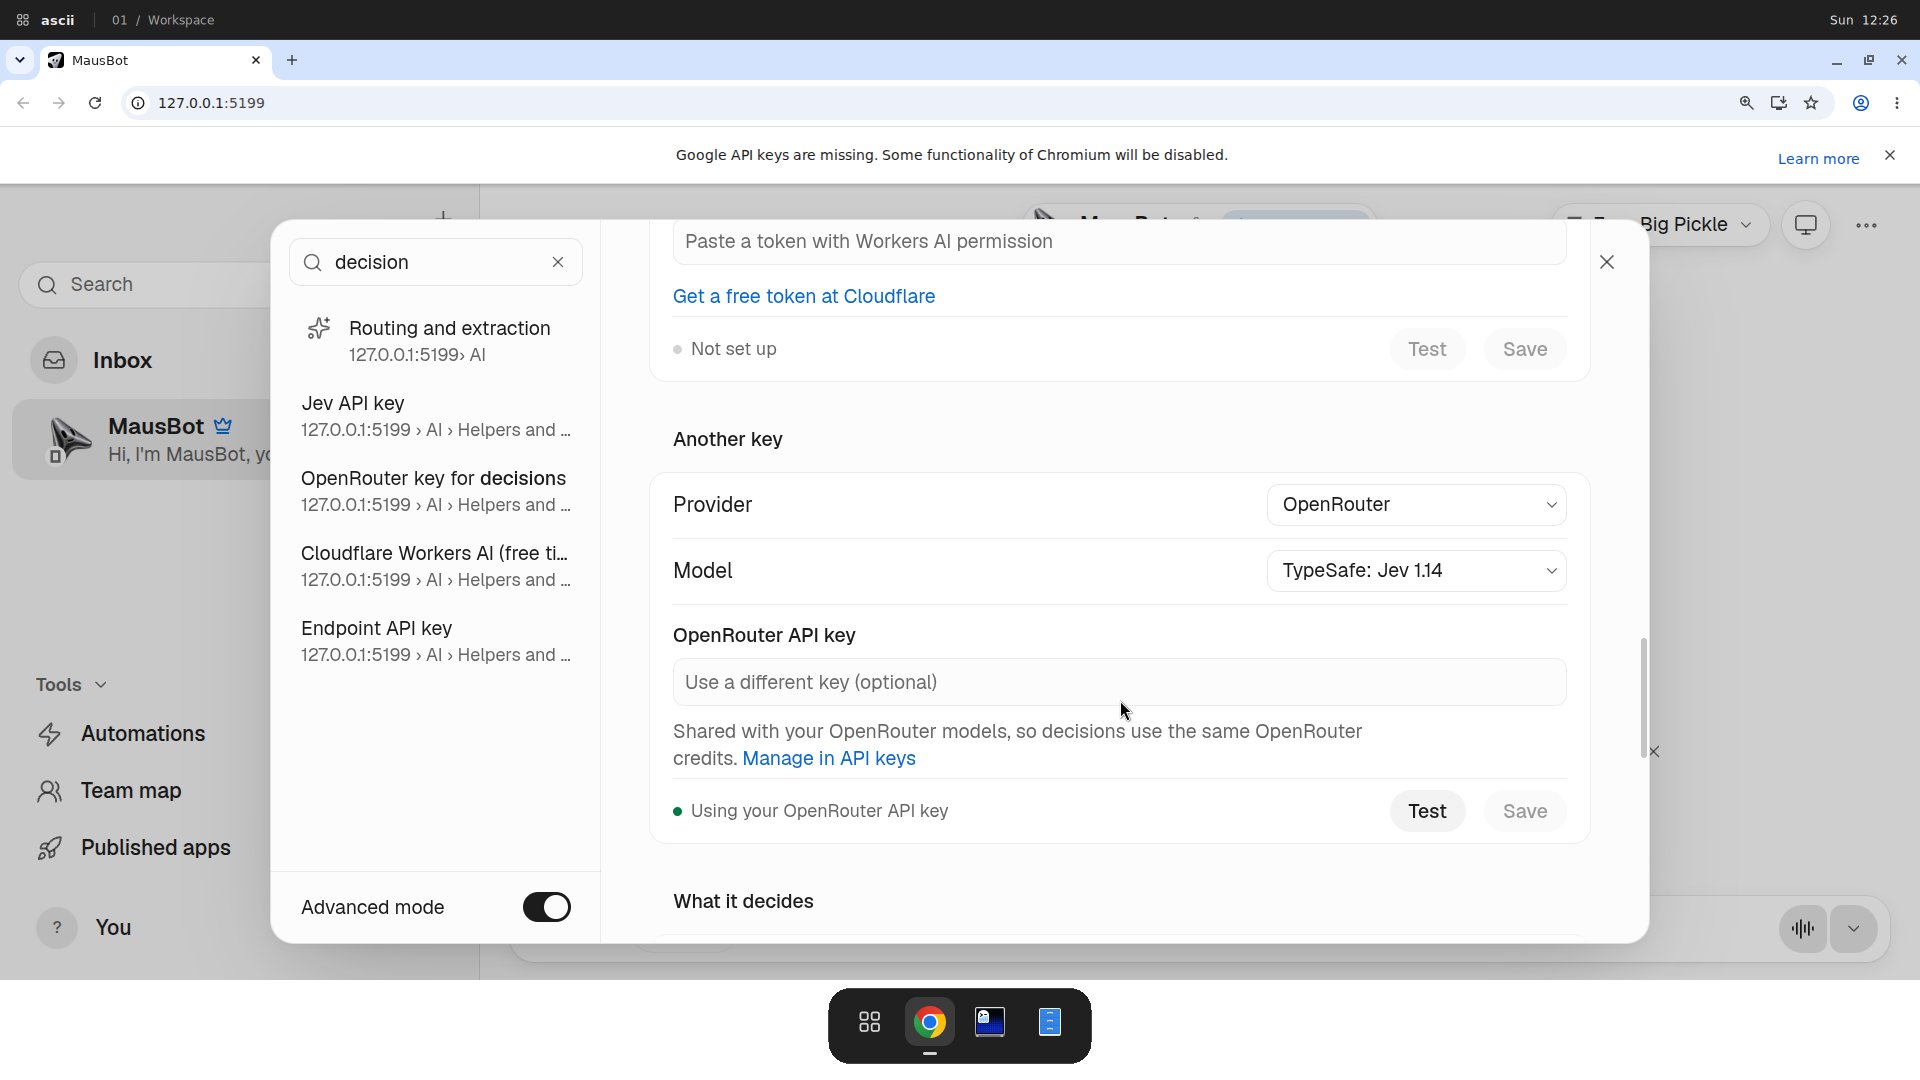 ascii
01 / Workspace
Sun 12:26
MausBot
127.0.0.1:5199
Google API keys are missing. Some functionality of Chromium will be disabled.
Learn more
Big Pickle
Search
Inbox
MausBot
Hi, I'm MausBot, yo
Tools
Automations
Team map
Published apps
? You
decision
Routing and extraction
127.0.0.1:5199› AI
Jev API key
127.0.0.1:5199 › AI › Helpers and ...
OpenRouter key for decisions
127.0.0.1:5199 › AI › Helpers and ...
Cloudflare Workers AI (free ti...
127.0.0.1:5199 › AI › Helpers and ...
Endpoint API key
127.0.0.1:5199 › AI › Helpers and ...
Advanced mode
Paste a token with Workers AI permission
Get a free token at Cloudflare
Not set up
Test
Save
Another key
Provider
OpenRouter
Model
TypeSafe: Jev 1.14
OpenRouter API key
Use a different key (optional)
Shared with your OpenRouter models, so decisions use the same OpenRouter
credits. Manage in API keys
Using your OpenRouter API key
Test
Save
What it decides